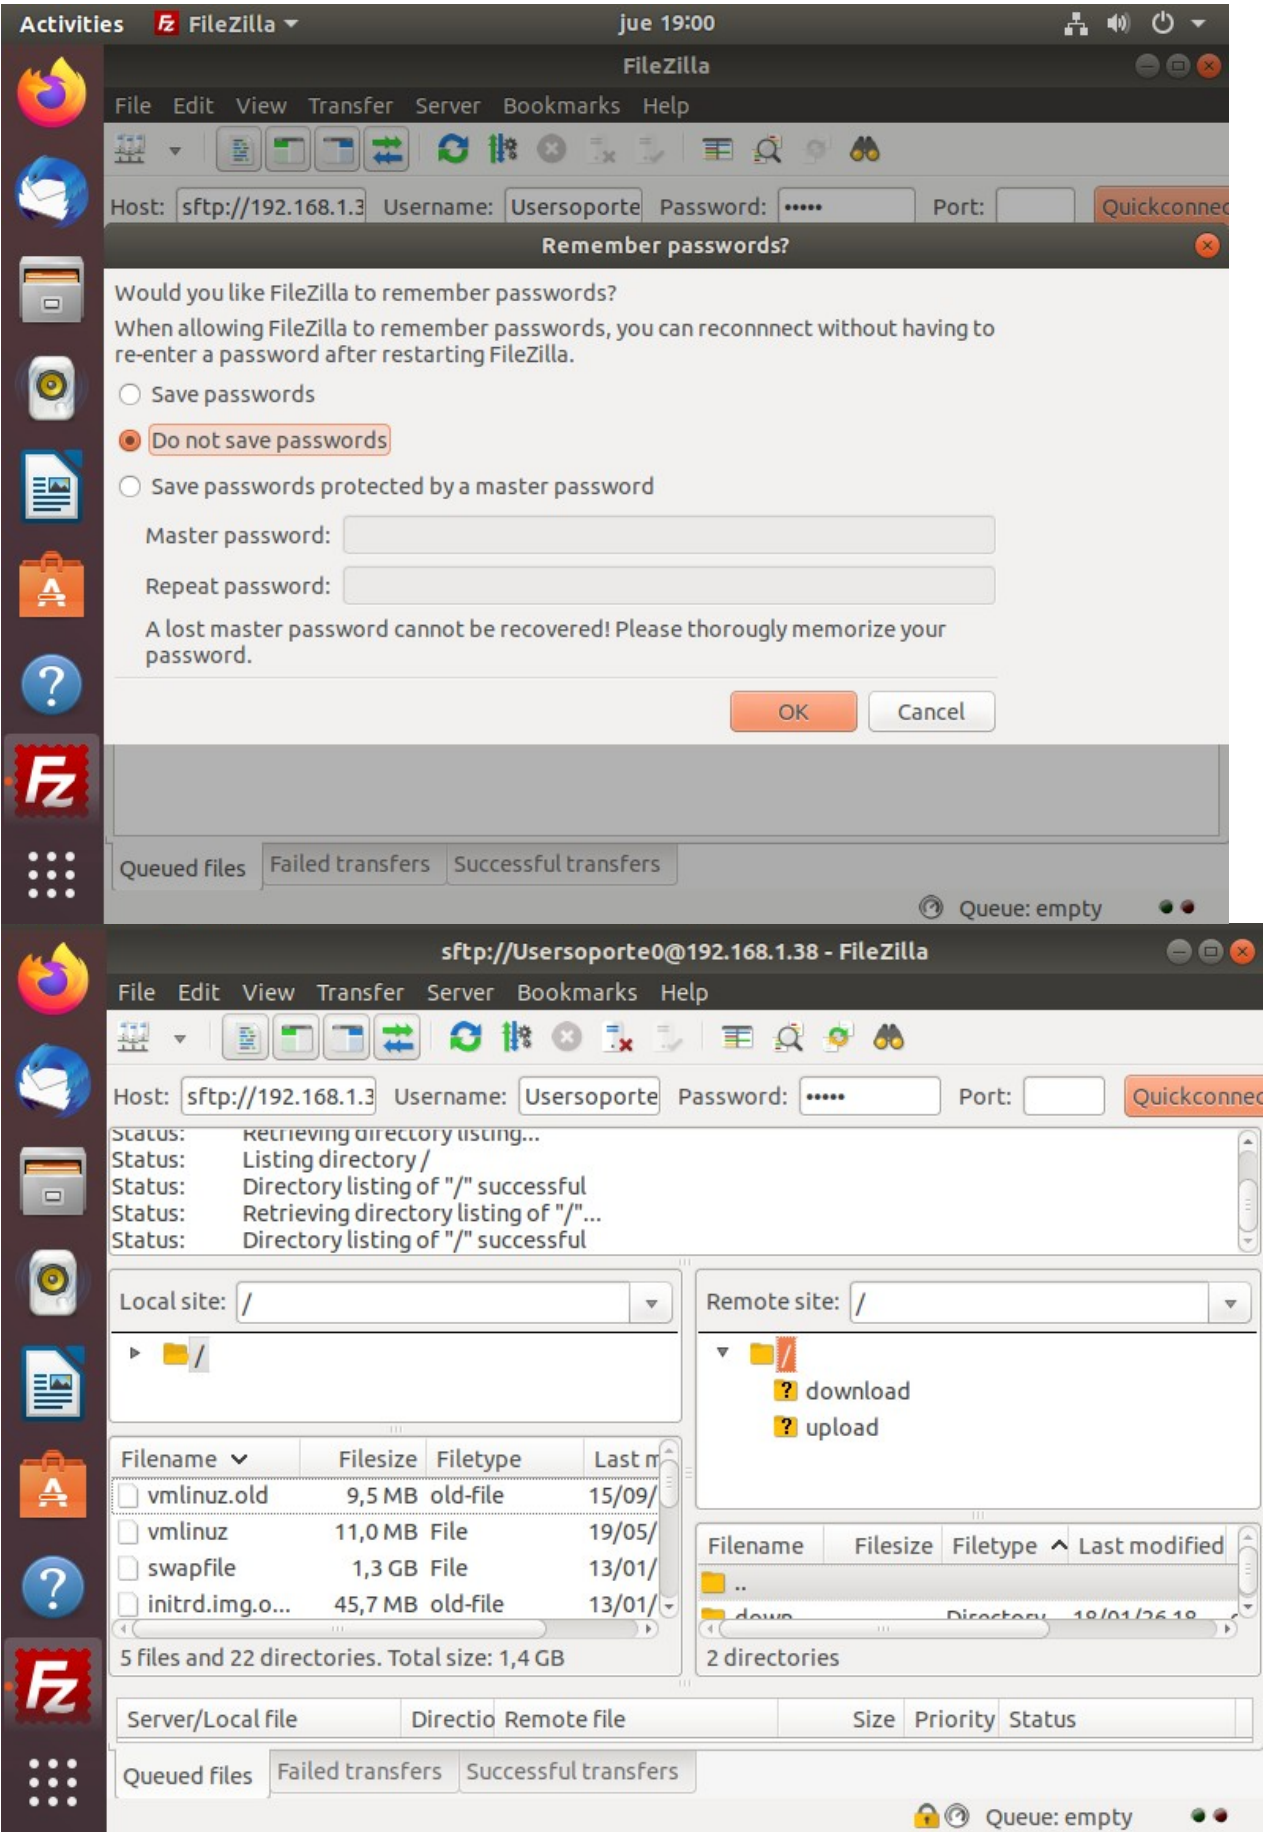 Activities FileZilla jue 19:00
FileZilla
File Edit View Transfer Server Bookmarks Help
Host: sftp://192.168.1.3 Username: Usersoporte Password: ••••• Port: Quickconnec
Remember passwords?
Would you like FileZilla to remember passwords?
When allowing FileZilla to remember passwords, you can reconnnect without having to
re-enter a password after restarting FileZilla.
Save passwords
Do not save passwords
Save passwords protected by a master password
Master password:
Repeat password:
A lost master password cannot be recovered! Please thorougly memorize your
password.
OK Cancel
Queued files Failed transfers Successful transfers
Queue: empty
sftp://Usersoporte0@192.168.1.38 - FileZilla
File Edit View Transfer Server Bookmarks Help
Host: sftp://192.168.1.3 Username: Usersoporte Password: ••••• Port: Quickconnec
Status: Retrieving directory listing...
Status: Listing directory /
Status: Directory listing of "/" successful
Status: Retrieving directory listing of "/"...
Status: Directory listing of "/" successful
Local site: /
/
Filename Filesize Filetype Last m
vmlinuz.old 9,5 MB old-file 15/09/
vmlinuz 11,0 MB File 19/05/
swapfile 1,3 GB File 13/01/
initrd.img.o... 45,7 MB old-file 13/01/
5 files and 22 directories. Total size: 1,4 GB
Remote site: /
/
download
upload
Filename Filesize Filetype Last modified
..
down Directory 18/01/26 18
2 directories
Server/Local file Directio Remote file Size Priority Status
Queued files Failed transfers Successful transfers
Queue: empty